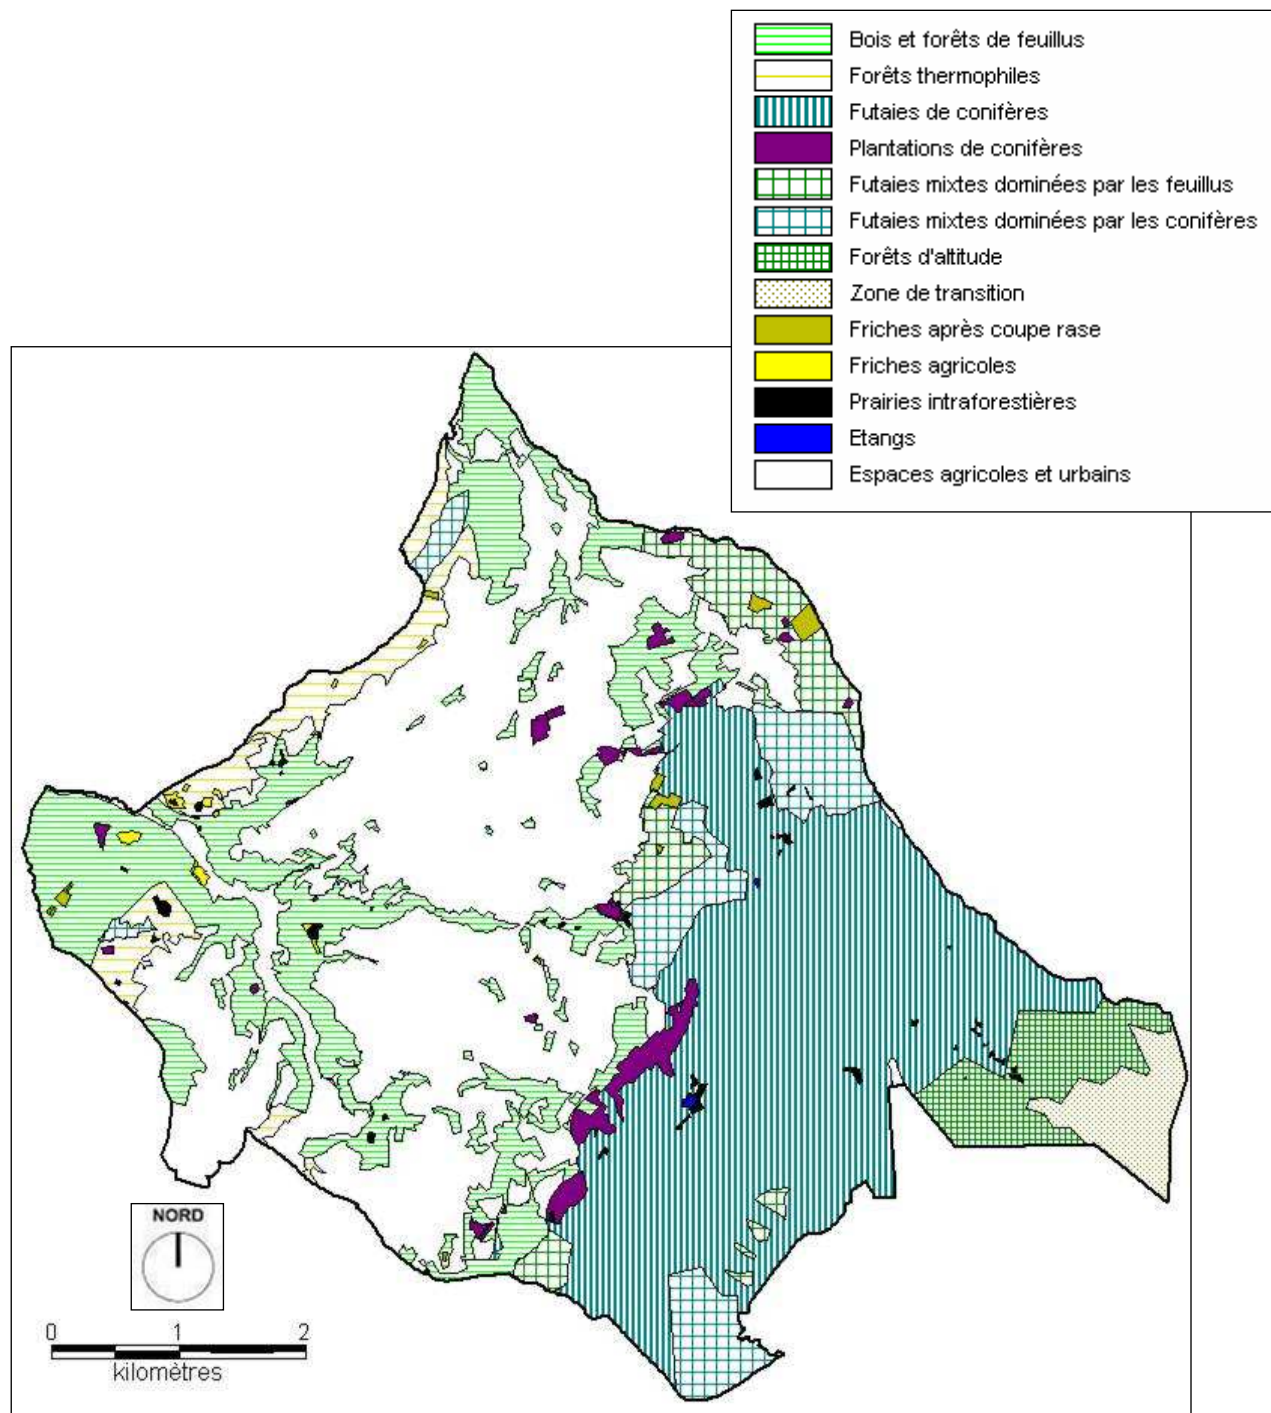 Bois et forêts de feuillus
Forêts thermophiles
Futaies de conifères
Plantations de conifères
Futaies mixtes dominées par les feuillus
Futaies mixtes dominées par les conifères
Forêts d'altitude
Zone de transition
Friches après coupe rase
Friches agricoles
Prairies intraforestières
Etangs
Espaces agricoles et urbains
NORD
0 1 2
kilomètres